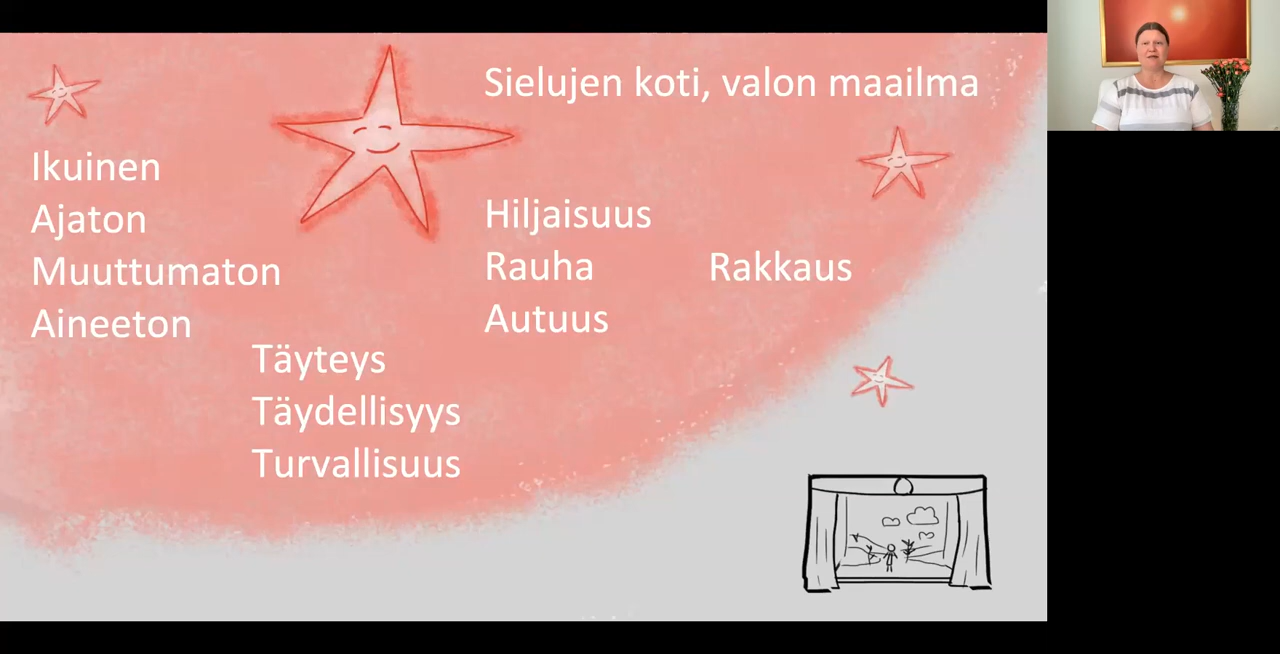 Sielujen koti, valon maailma
Ikuinen
Ajaton
Muuttumaton
Aineeton
Hiljaisuus
Rauha
Autuus
Rakkaus
Täyteys
Täydellisyys
Turvallisuus